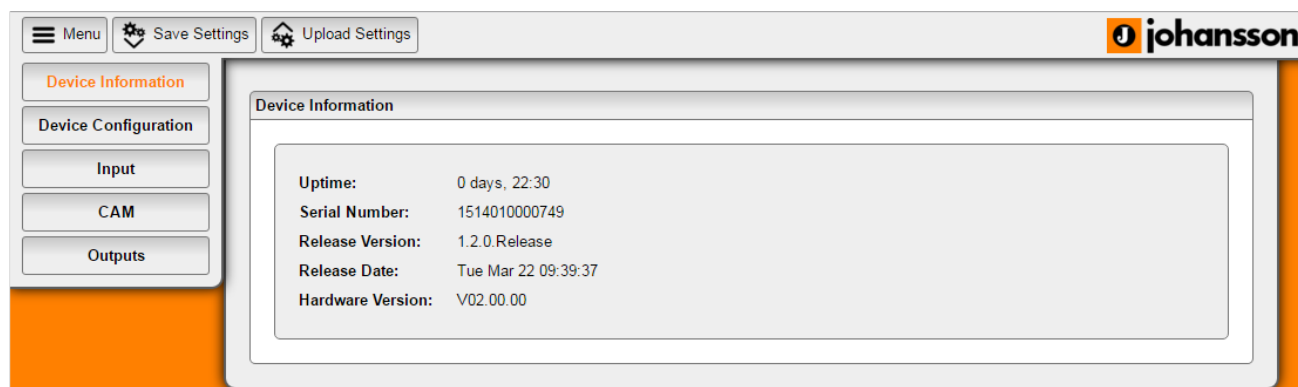 Menu Save Settings Upload Settings
J johansson
Device Information
Device Configuration
Input
CAM
Outputs
Device Information
Uptime: 0 days, 22:30
Serial Number: 1514010000749
Release Version: 1.2.0.Release
Release Date: Tue Mar 22 09:39:37
Hardware Version: V02.00.00